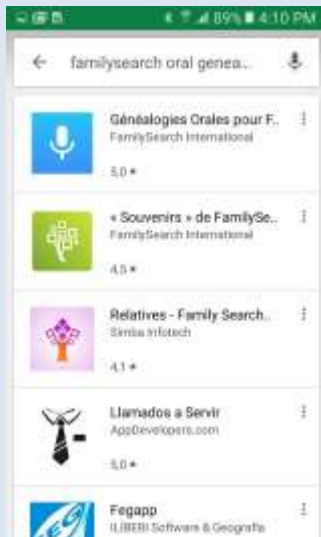 89% 4:10 PM
familysearch oral genea...
Généalogies Orales pour F..
FamilySearch International
5,0 ★
« Souvenirs » de FamilySe..
FamilySearch International
4,5 ★
Relatives - Family Search..
Simba Infotech
4,1 ★
Llamados a Servir
AppDevelopers.com
5,0 ★
Fegapp
ILÍBERI Software & Geografía